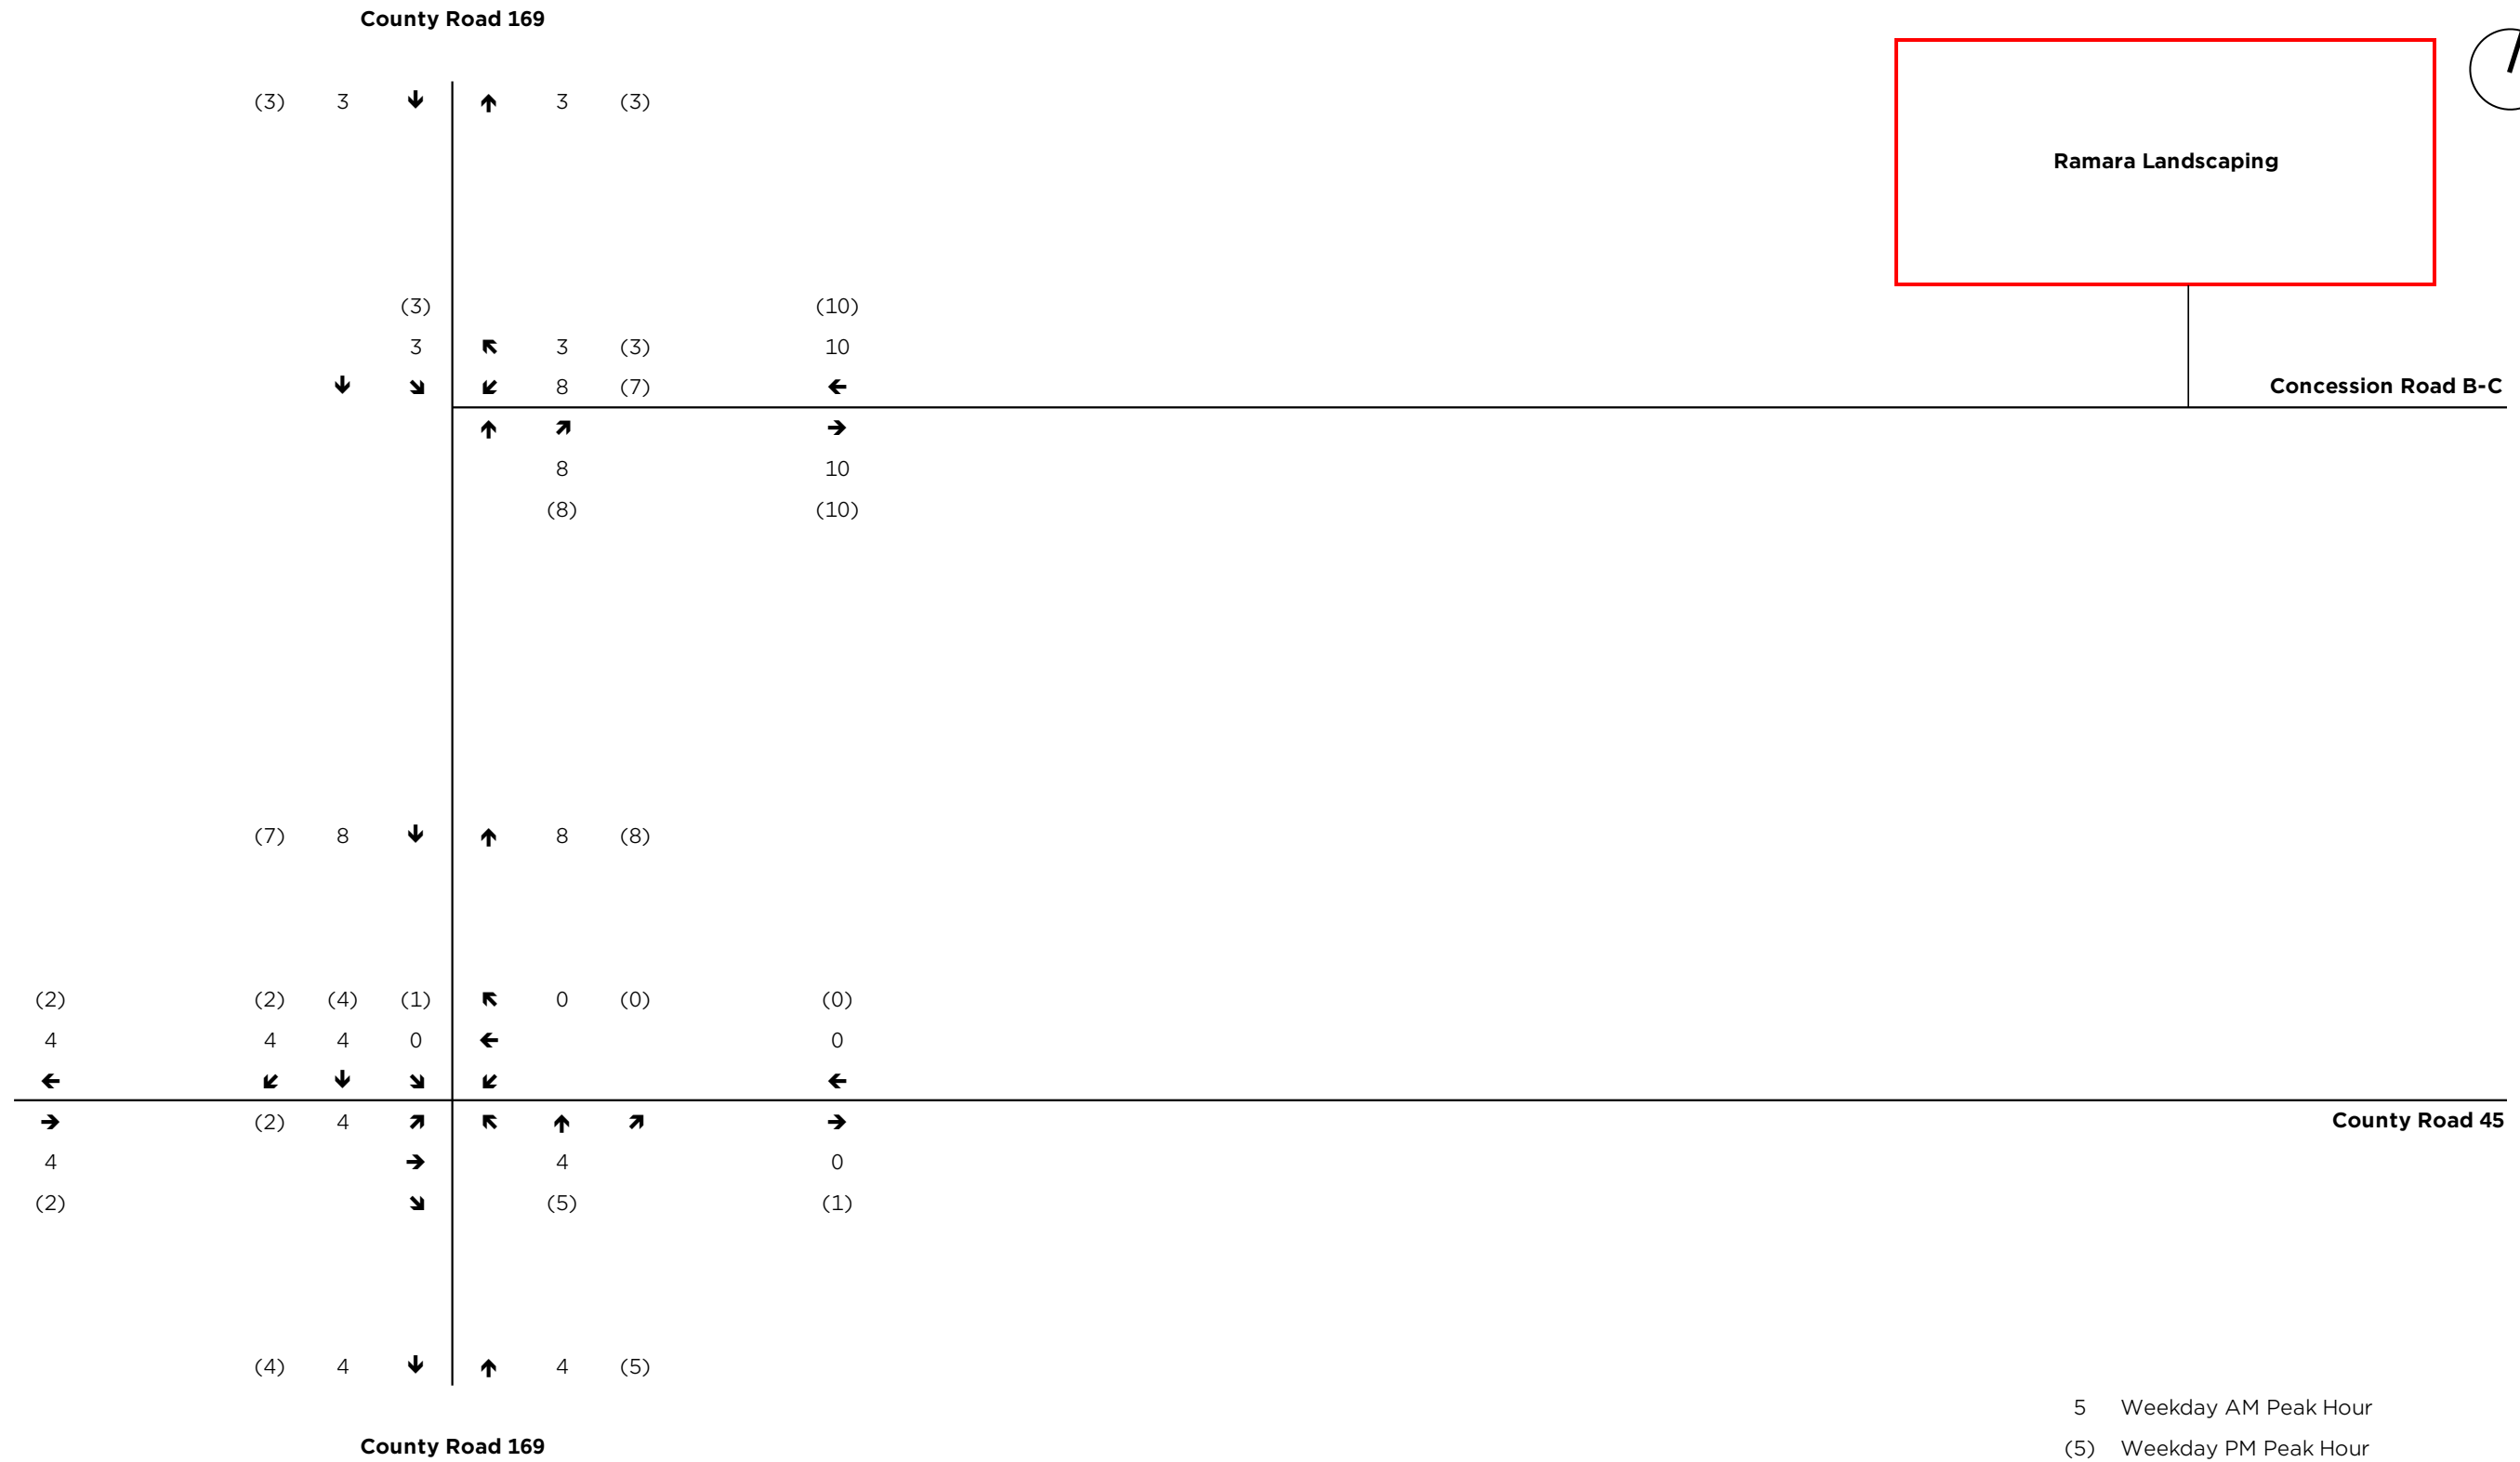 County Road 169
(3) 3 🡫 🡩 3 (3)
Ramara Landscaping
(3) (10)
3 🡬 3 (3) 10
🡫 🡮 🡯 8 (7) 🡨
Concession Road B-C
🡩 🡭 🡪
8 10
(8) (10)
(7) 8 🡫 🡩 8 (8)
(2) (2) (4) (1) 🡬 0 (0) (0)
4 4 4 0 🡨 0
🡨 🡯 🡫 🡮 🡯 🡨
🡪 (2) 4 🡭 🡬 🡩 🡭 🡪
County Road 45
4 🡪 4 0
(2) 🡮 (5) (1)
(4) 4 🡫 🡩 4 (5)
5 Weekday AM Peak Hour
County Road 169
(5) Weekday PM Peak Hour